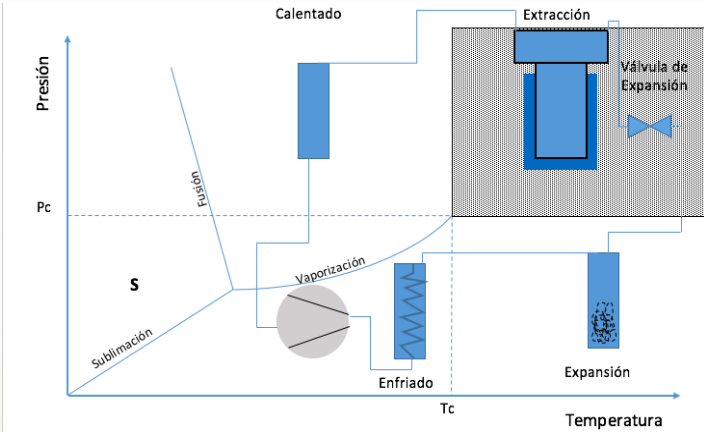 Calentado
Extracción
Presión
Válvula de
Expansión
Fusión
Pc
Vaporización
S
Sublimación
Enfriado
Expansión
Tc
Temperatura